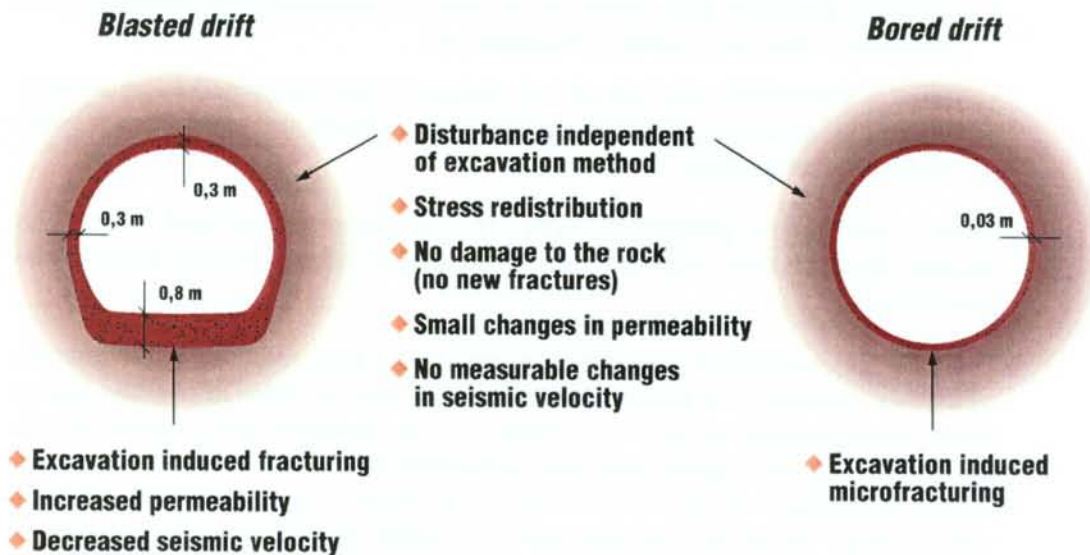 Blasted drift
Bored drift
0,3 m
0,3 m
0,8 m
◆ Disturbance independent
of excavation method
◆ Stress redistribution
◆ No damage to the rock
(no new fractures)
◆ Small changes in permeability
◆ No measurable changes
in seismic velocity
0,03 m
◆ Excavation induced fracturing
◆ Increased permeability
◆ Decreased seismic velocity
◆ Excavation induced
microfracturing